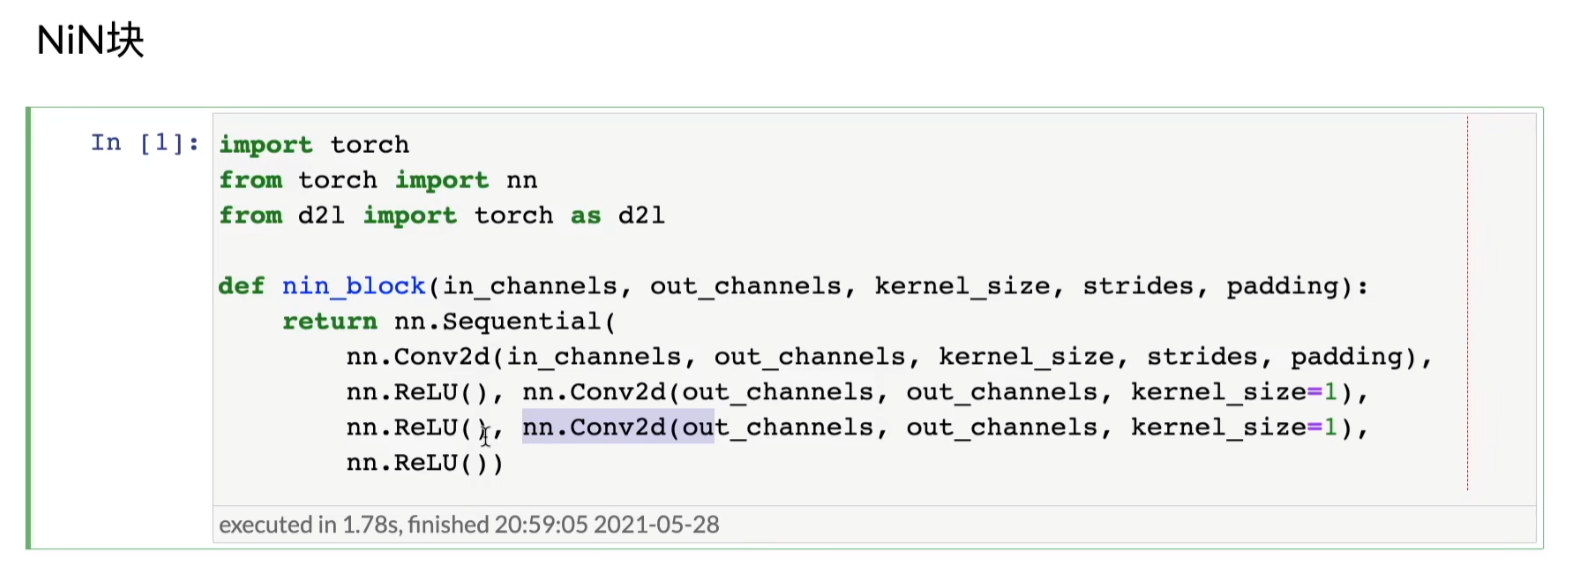 NiN块
In [1]:
import torch
from torch import nn
from d2l import torch as d2l
def nin_block(in_channels, out_channels, kernel_size, strides, padding):
    return nn.Sequential(
        nn.Conv2d(in_channels, out_channels, kernel_size, strides, padding),
        nn.ReLU(), nn.Conv2d(out_channels, out_channels, kernel_size=1),
        nn.ReLU(), nn.Conv2d(out_channels, out_channels, kernel_size=1),
        nn.ReLU())
executed in 1.78s, finished 20:59:05 2021-05-28